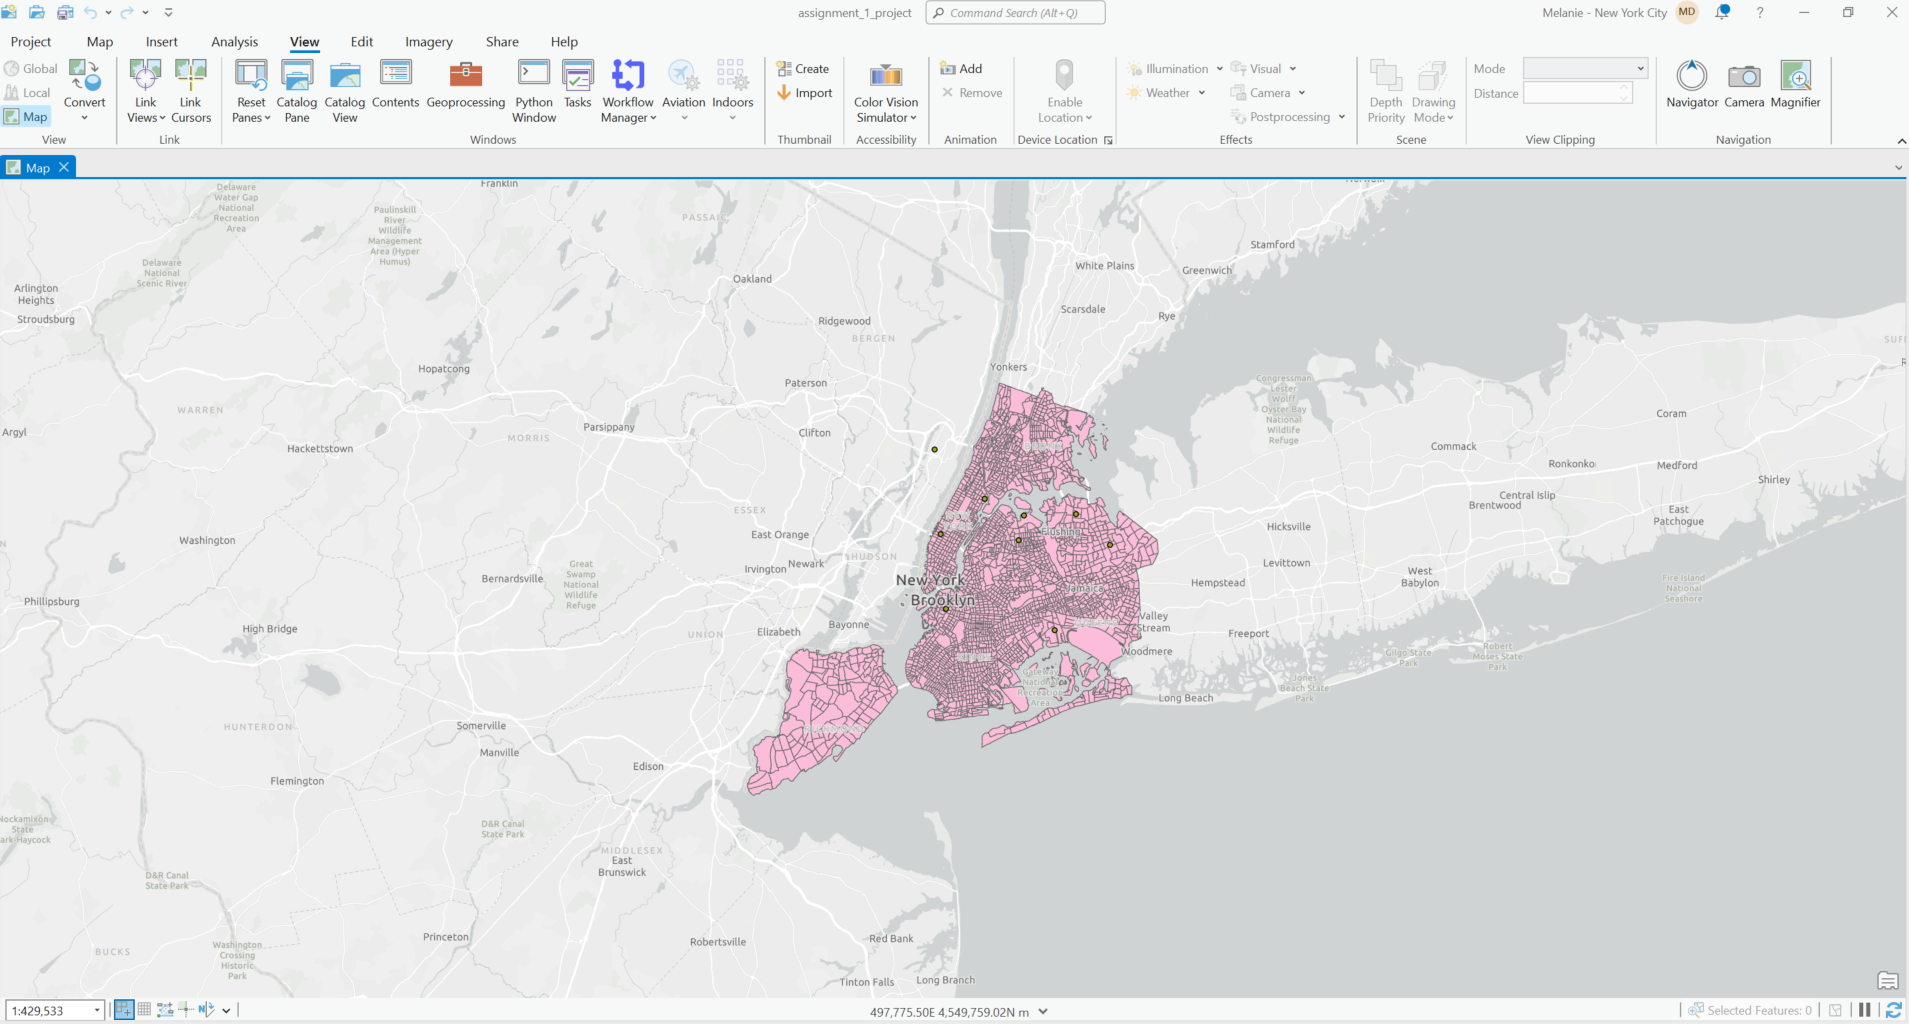 assignment_1_project
Command Search (Alt+Q)
Melanie - New York City
MD
?
Project
Map
Insert
Analysis
View
Edit
Imagery
Share
Help
Global
Local
Map
Convert
View
Link
Views
Link
Cursors
Link
Reset
Panes
Catalog
Pane
Catalog
View
Contents
Geoprocessing
Python
Window
Tasks
Workflow
Manager
Aviation
Indoors
Windows
Create
Import
Thumbnail
Color Vision
Simulator
Accessibility
Add
Remove
Animation
Enable
Location
Device Location
Illumination
Weather
Visual
Camera
Postprocessing
Effects
Depth
Priority
Drawing
Mode
Scene
Mode
Distance
View Clipping
Navigator
Camera
Magnifier
Navigation
Map
Franklin
Delaware
Water Gap
National
Recreation
Area
Paulinskill
River
Wildlife
Management
Area (Hyper
Humus)
PASSAI
Delaware
National
Scenic River
Arlington
Heights
Stroudsburg
Oakland
White Plains
Stamford
Greenwich
Scarsdale
Rye
Ridgewood
BERGEN
Hopatcong
Yonkers
Paterson
WARREN
Congressman
Lester
Wolff
Oyster Bay
National
Wildlife
Refuge
SUF
Argyl
Hackettstown
MORRIS
Parsippany
Clifton
Coram
Commack
Ronkonko
Medford
Shirley
Central Islip
Brentwood
East
Patchogue
ESSEX
East Orange
Washington
Hicksville
Flushing
HUDSON
Newark
Irvington
Levittown
Bernardsville
Great
Swamp
National
Wildlife
Refuge
New York
Brooklyn
Jamaica
Hempstead
West
Babylon
Fire Island
National
Seashore
Phillipsburg
High Bridge
UNION
Elizabeth
Bayonne
Valley
Stream
Freeport
Woodmere
Gilgo State
Park
Robert
Moses State
Park
Gateway
National
Recreation
Area
Jones
Beach State
Park
Long Beach
HUNTERDON
Somerville
Manville
Edison
Flemington
Nockamixon
State
ark-Haycock
D&R Canal
State Park
MIDDLESEX
East
Brunswick
D&R Canal
State Park
Princeton
Robertsville
Red Bank
BUCKS
Washington
Crossing
Historic
Park
Tinton Falls
Long Branch
1:429,533
497,775.50E 4,549,759.02N m
Selected Features: 0